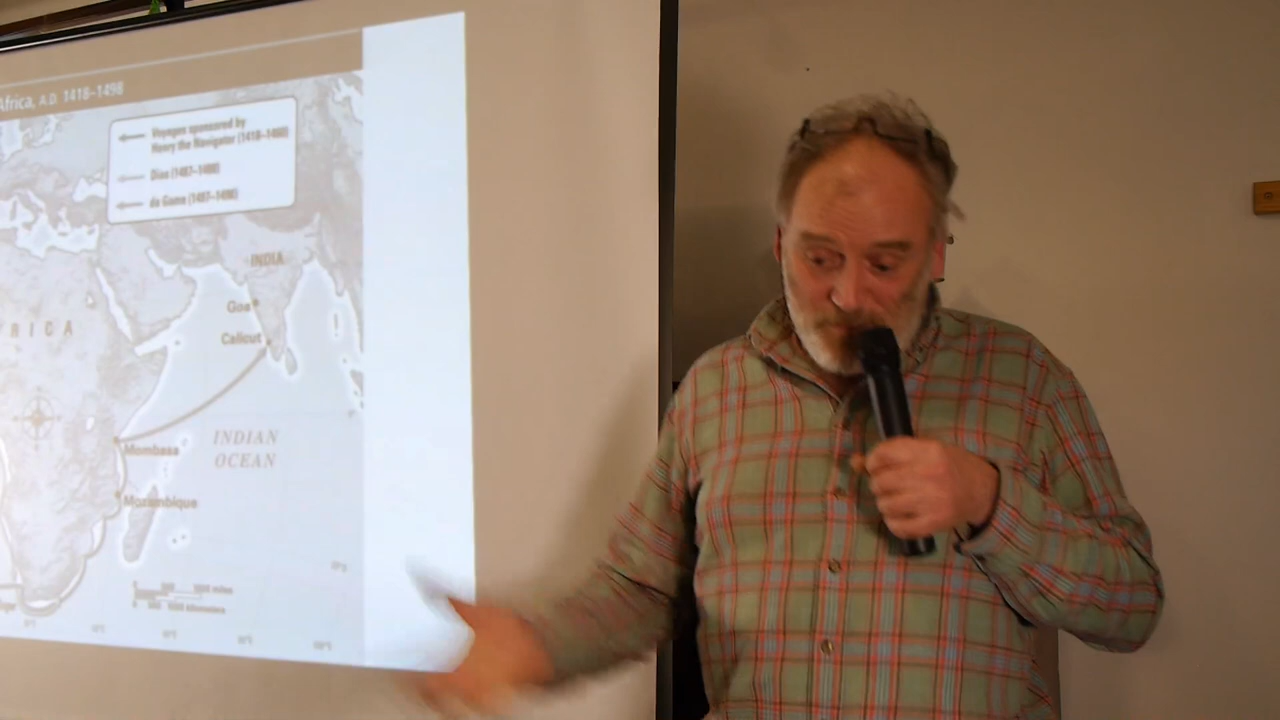 Africa, A.D. 1418–1498
Voyages sponsored by
Henry the Navigator (1418–1460)
Dias (1487–1488)
da Gama (1497–1498)
INDIA
Goa
RICA
Calicut
INDIAN
OCEAN
Mombasa
Mozambique